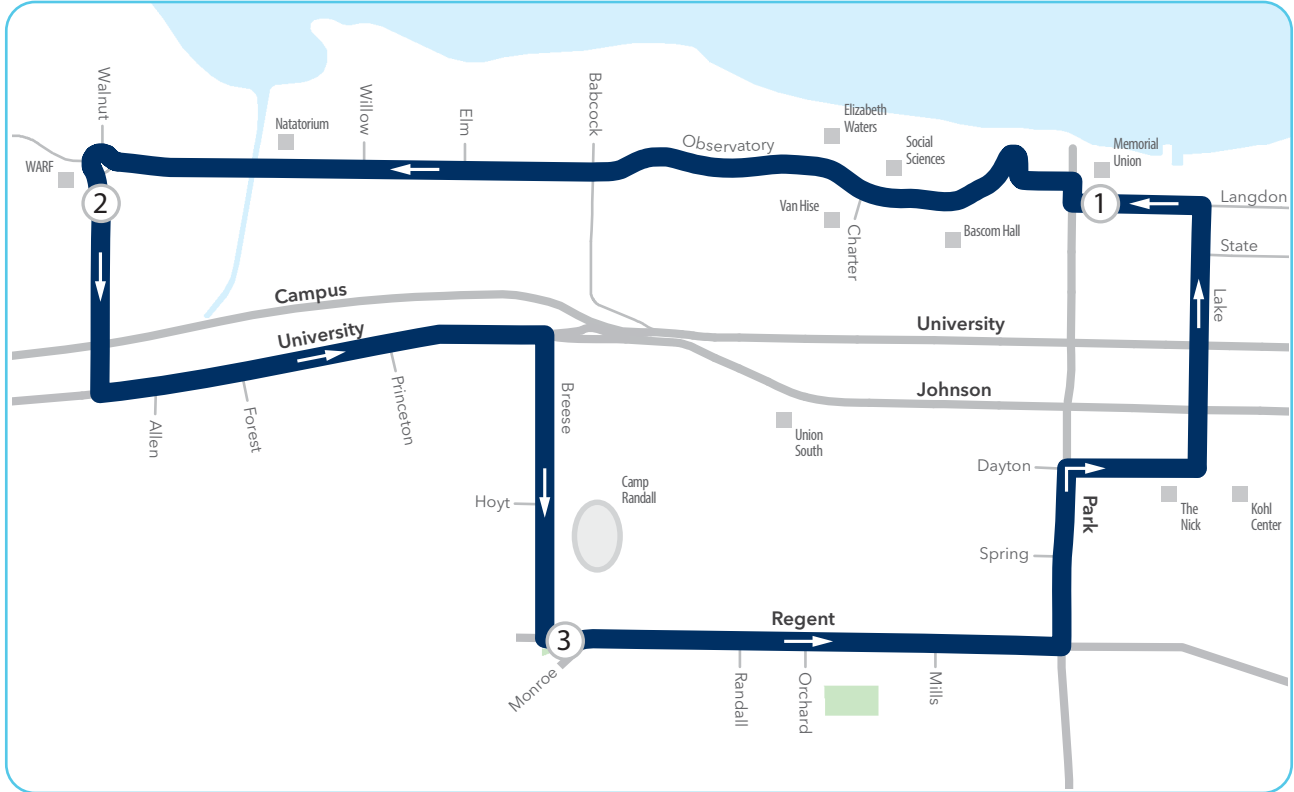 Walnut
Willow
Elm
Babcock
Natatorium
WARF
Observatory
Elizabeth
Waters
Social
Sciences
Memorial
Union
2
1
Langdon
Van Hise
Charter
Bascom Hall
State
Lake
Campus
University
University
Princeton
Breese
Johnson
Allen
Forest
Union
South
Dayton
Park
The
Nick
Kohl
Center
Camp
Randall
Hoyt
Spring
Regent
3
Monroe
Randall
Orchard
Mills